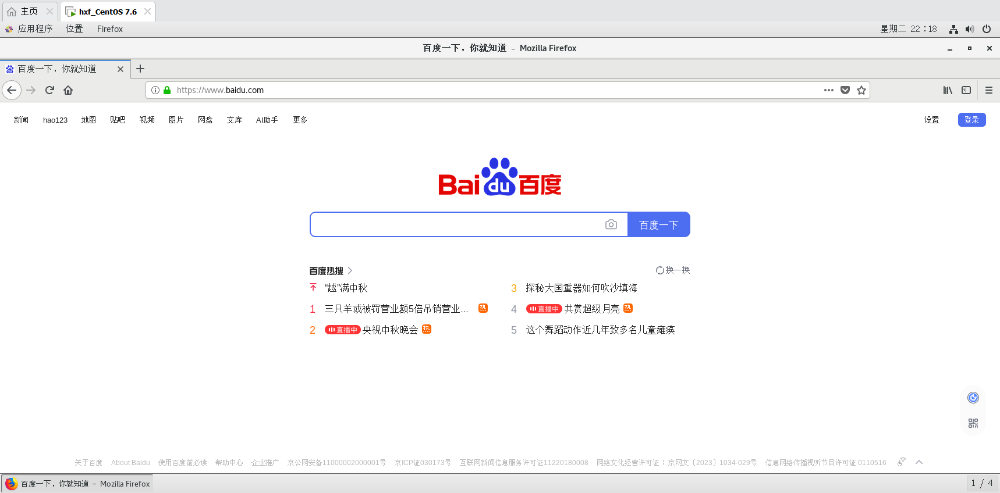 主页 hxf_CentOS 7.6
应用程序 位置 Firefox 星期二 22：18
百度一下，你就知道 - Mozilla Firefox
百度一下，你就知道
https://www.baidu.com
新闻 hao123 地图 贴吧 视频 图片 网盘 文库 AI助手 更多 设置 登录
Bai du 百度
百度一下
百度热搜 换一换
“越”满中秋
1 三只羊或被罚营业额5倍吊销营业... 热
2 直播中 央视中秋晚会 热
3 探秘大国重器如何吹沙填海
4 直播中 共赏超级月亮 热
5 这个舞蹈动作近几年致多名儿童瘫痪
关于百度 About Baidu 使用百度前必读 帮助中心 企业推广 京公网安备11000002000001号 京ICP证030173号 互联网新闻信息服务许可证11220180008 网络文化经营许可证：京网文〔2023〕1034-029号 信息网络传播视听节目许可证 0110516
百度一下，你就知道 - Mozilla Firefox 1 / 4